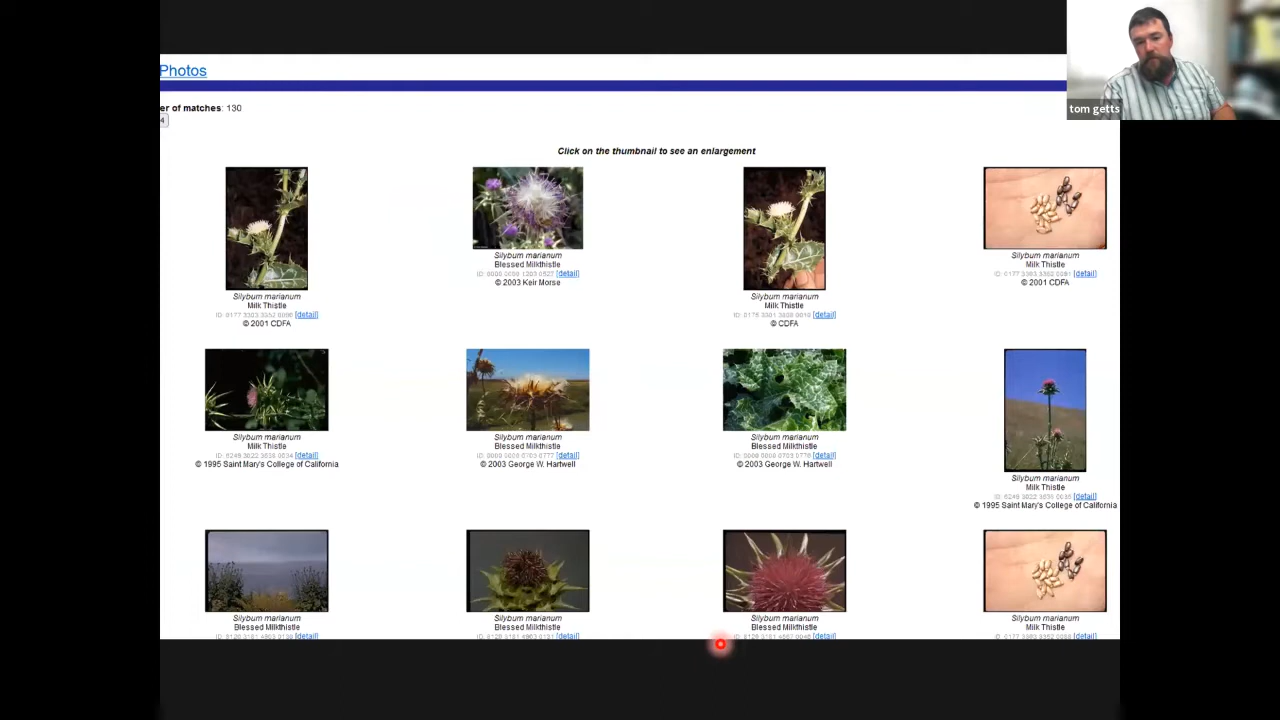 Photos
er of matches: 130
4
tom getts
Click on the thumbnail to see an enlargement
Silybum marianum
Milk Thistle
[detail]
© 2001 CDFA
Silybum marianum
Blessed Milkthistle
[detail]
© 2003 Keir Morse
Silybum marianum
Milk Thistle
[detail]
© CDFA
Silybum marianum
Milk Thistle
[detail]
© 2001 CDFA
Silybum marianum
Milk Thistle
[detail]
© 1995 Saint Mary's College of California
Silybum marianum
Blessed Milkthistle
[detail]
© 2003 George W. Hartwell
Silybum marianum
Blessed Milkthistle
[detail]
© 2003 George W. Hartwell
Silybum marianum
Milk Thistle
[detail]
© 1995 Saint Mary's College of California
Silybum marianum
Blessed Milkthistle
[detail]
Silybum marianum
Blessed Milkthistle
[detail]
Silybum marianum
Blessed Milkthistle
[detail]
Silybum marianum
Milk Thistle
[detail]